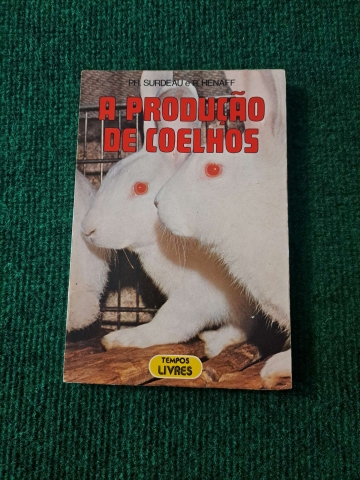 PH. SURDEAU e R. HENAFF
A PRODUÇÃO
DE COELHOS
TEMPOS
LIVRES